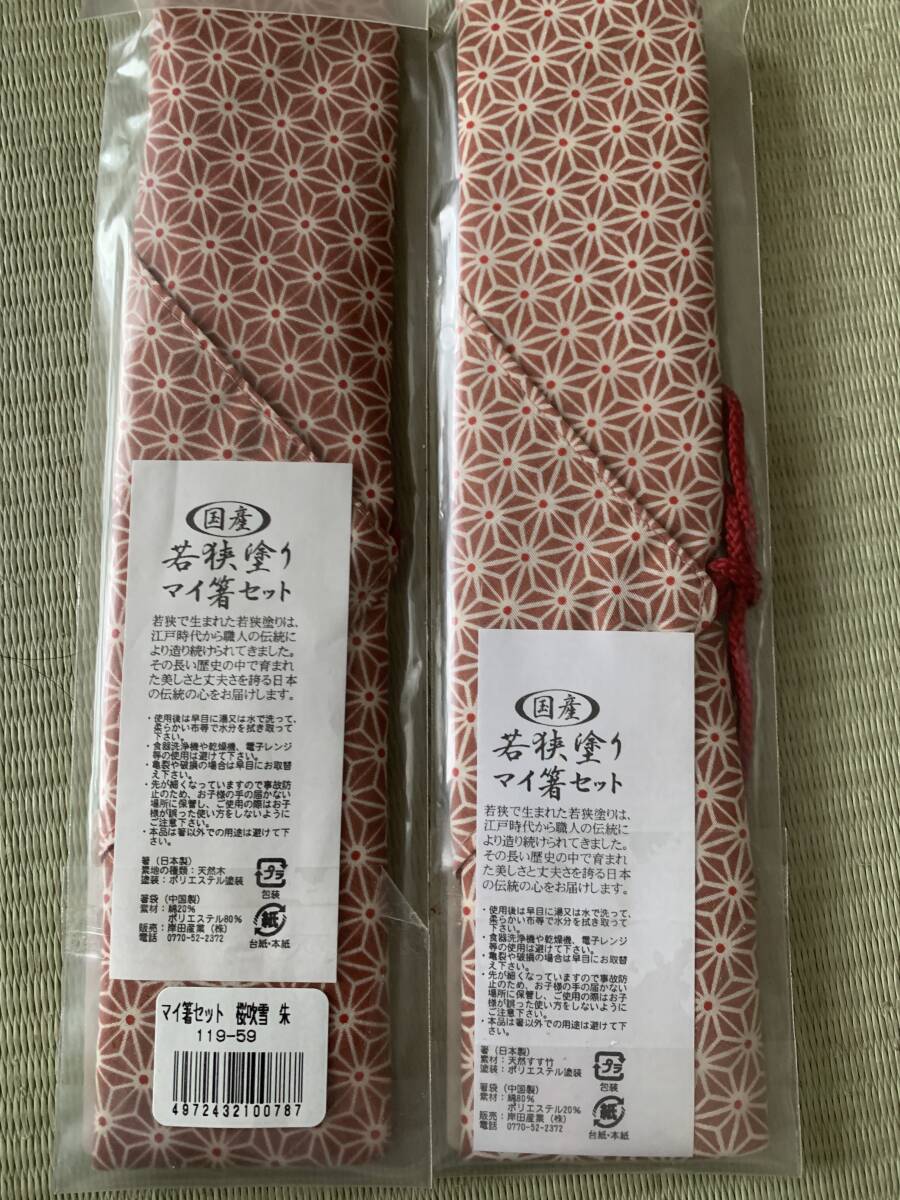 国産
若狭塗り
マイ箸セット
若狭で生まれた若狭塗りは、
江戸時代から職人の伝統に
より造り続けられてきました。
その長い歴史の中で育まれ
た美しさと丈夫さを誇る日本
の伝統の心をお届けします。
・使用後は早目に湯又は水で洗って、
柔らかい布等で水分を拭き取って
下さい。
・食器洗浄機や乾燥機、電子レンジ
等の使用は避けて下さい。
・亀裂や破損の場合は早目にお取替
え下さい。
・先が細くなっていますので事故防
止のため、お子様の手の届かない
場所に保管し、ご使用の際はお子
様が誤った使い方をしないように
ご注意下さい。
・本品は箸以外での用途は避けて下
さい。
箸（日本製）
素地の種類：天然木
塗装：ポリエステル塗装
プラ
包装
箸袋（中国製）
素材：綿20%
ポリエステル80%
販売：岸田産業（株）
電話 0770-52-2372
紙
台紙・本紙
マイ箸セット 桜吹雪 朱
119-59
4972432100787
国産
若狭塗り
マイ箸セット
若狭で生まれた若狭塗りは、
江戸時代から職人の伝統に
より造り続けられてきました。
その長い歴史の中で育まれ
た美しさと丈夫さを誇る日本
の伝統の心をお届けします。
・使用後は早目に湯又は水で洗って、
柔らかい布等で水分を拭き取って
下さい。
・食器洗浄機や乾燥機、電子レンジ
等の使用は避けて下さい。
・亀裂や破損の場合は早目にお取替
え下さい。
・先が細くなっていますので事故防
止のため、お子様の手の届かない
場所に保管し、ご使用の際はお子
様が誤った使い方をしないように
ご注意下さい。
・本品は箸以外での用途は避けて下
さい。
箸（日本製）
素材：天然すす竹
塗装：ポリエステル塗装
プラ
包装
箸袋（中国製）
素材：綿80%
ポリエステル20%
販売：岸田産業（株）
電話 0770-52-2372
紙
台紙・本紙